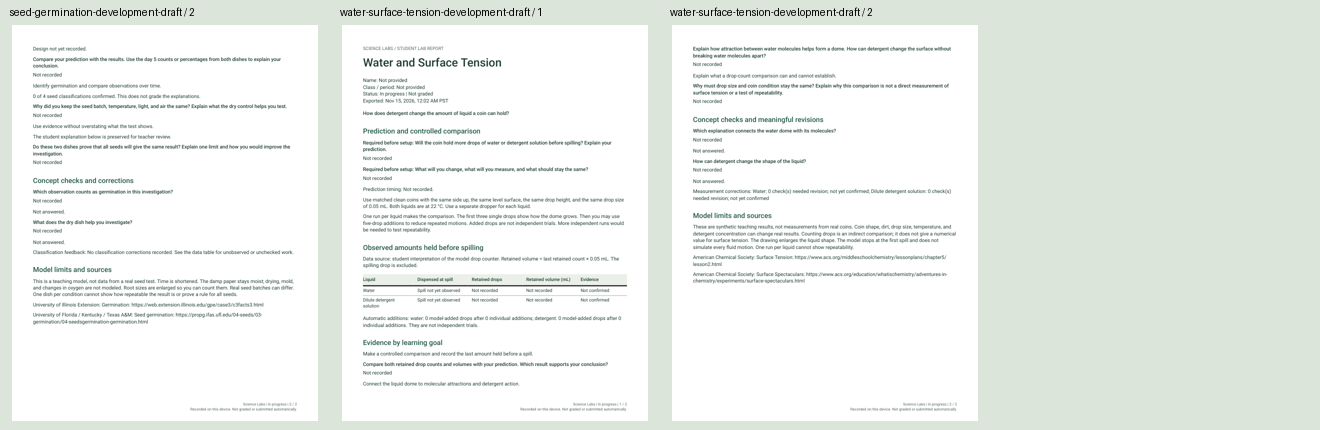 seed-germination-development-draft / 2
Design not yet recorded.
Compare your prediction with the results. Use the day 5 counts or percentages from both dishes to explain your
conclusion.
Not recorded
Identify germination and compare observations over time.
0 of 4 seed classifications confirmed. This does not grade the explanations.
Why did you keep the seed batch, temperature, light, and air the same? Explain what the dry control helps you test.
Not recorded
Use evidence without overstating what the test shows.
The student explanation below is preserved for teacher review.
Do these two dishes prove that all seeds will give the same result? Explain one limit and how you would improve the
investigation.
Not recorded
Concept checks and corrections
Which observation counts as germination in this investigation?
Not recorded
Not answered.
What does the dry dish help you investigate?
Not recorded
Not answered.
Classification feedback: No classification corrections recorded. See the data table for unobserved or unchecked work.
Model limits and sources
This is a teaching model, not data from a real seed test. Time is shortened. The damp paper stays moist; drying, mold,
and changes in oxygen are not modeled. Root sizes are enlarged so you can count them. Real seed batches can differ.
One dish per condition cannot show how repeatable the result is or prove a rule for all seeds.
University of Illinois Extension: Germination: https://web.extension.illinois.edu/gpe/case3/c3facts3.html
University of Florida / Kentucky / Texas A&M: Seed germination: https://propg.ifas.ufl.edu/04-seeds/03-
germination/04-seedsgermination-germination.html
Science Labs / In progress / 2 / 2
Recorded on this device. Not graded or submitted automatically.
water-surface-tension-development-draft / 1
SCIENCE LABS / STUDENT LAB REPORT
Water and Surface Tension
Name: Not provided
Class / period: Not provided
Status: In progress | Not graded
Exported: Nov 15, 2026, 12:02 AM PST
How does detergent change the amount of liquid a coin can hold?
Prediction and controlled comparison
Required before setup: Will the coin hold more drops of water or detergent solution before spilling? Explain your
prediction.
Not recorded
Required before setup: What will you change, what will you measure, and what should stay the same?
Not recorded
Prediction timing: Not recorded.
Use matched clean coins with the same side up, the same level surface, the same drop height, and the same drop size
of 0.05 mL. Both liquids are at 22 °C. Use a separate dropper for each liquid.
One run per liquid makes the comparison. The first three single drops show how the dome grows. Then you may use
five-drop additions to reduce repeated motions. Added drops are not independent trials. More independent runs would
be needed to test repeatability.
Observed amounts held before spilling
Data source: student interpretation of the model drop counter. Retained volume = last retained count × 0.05 mL. The
spilling drop is excluded.
Liquid Dispensed at spill Retained drops Retained volume (mL) Evidence
Water Spill not yet observed Not recorded Not recorded Not confirmed
Dilute detergent Spill not yet observed Not recorded Not recorded Not confirmed
solution
Automatic additions: water: 0 model-added drops after 0 individual additions; detergent: 0 model-added drops after 0
individual additions. They are not independent trials.
Evidence by learning goal
Make a controlled comparison and record the last amount held before a spill.
Compare both retained drop counts and volumes with your prediction. Which result supports your conclusion?
Not recorded
Connect the liquid dome to molecular attractions and detergent action.
Science Labs / In progress / 1 / 2
Recorded on this device. Not graded or submitted automatically.
water-surface-tension-development-draft / 2
Explain how attraction between water molecules helps form a dome. How can detergent change the surface without
breaking water molecules apart?
Not recorded
Explain what a drop-count comparison can and cannot establish.
Why must drop size and coin condition stay the same? Explain why this comparison is not a direct measurement of
surface tension or a test of repeatability.
Not recorded
Concept checks and meaningful revisions
Which explanation connects the water dome with its molecules?
Not recorded
Not answered.
How can detergent change the shape of the liquid?
Not recorded
Not answered.
Measurement corrections: Water: 0 check(s) needed revision; not yet confirmed; Dilute detergent solution: 0 check(s)
needed revision; not yet confirmed
Model limits and sources
These are synthetic teaching results, not measurements from real coins. Coin shape, dirt, drop size, temperature, and
detergent concentration can change real results. Counting drops is an indirect comparison; it does not give a numerical
value for surface tension. The drawing enlarges the liquid shape. The model stops at the first spill and does not
simulate every fluid motion. One run per liquid cannot show repeatability.
American Chemical Society: Surface Tension: https://www.acs.org/middleschoolchemistry/lessonplans/chapter5/
lesson2.html
American Chemical Society: Surface Spectaculars: https://www.acs.org/education/whatischemistry/adventures-in-
chemistry/experiments/surface-spectaculars.html
Science Labs / In progress / 2 / 2
Recorded on this device. Not graded or submitted automatically.